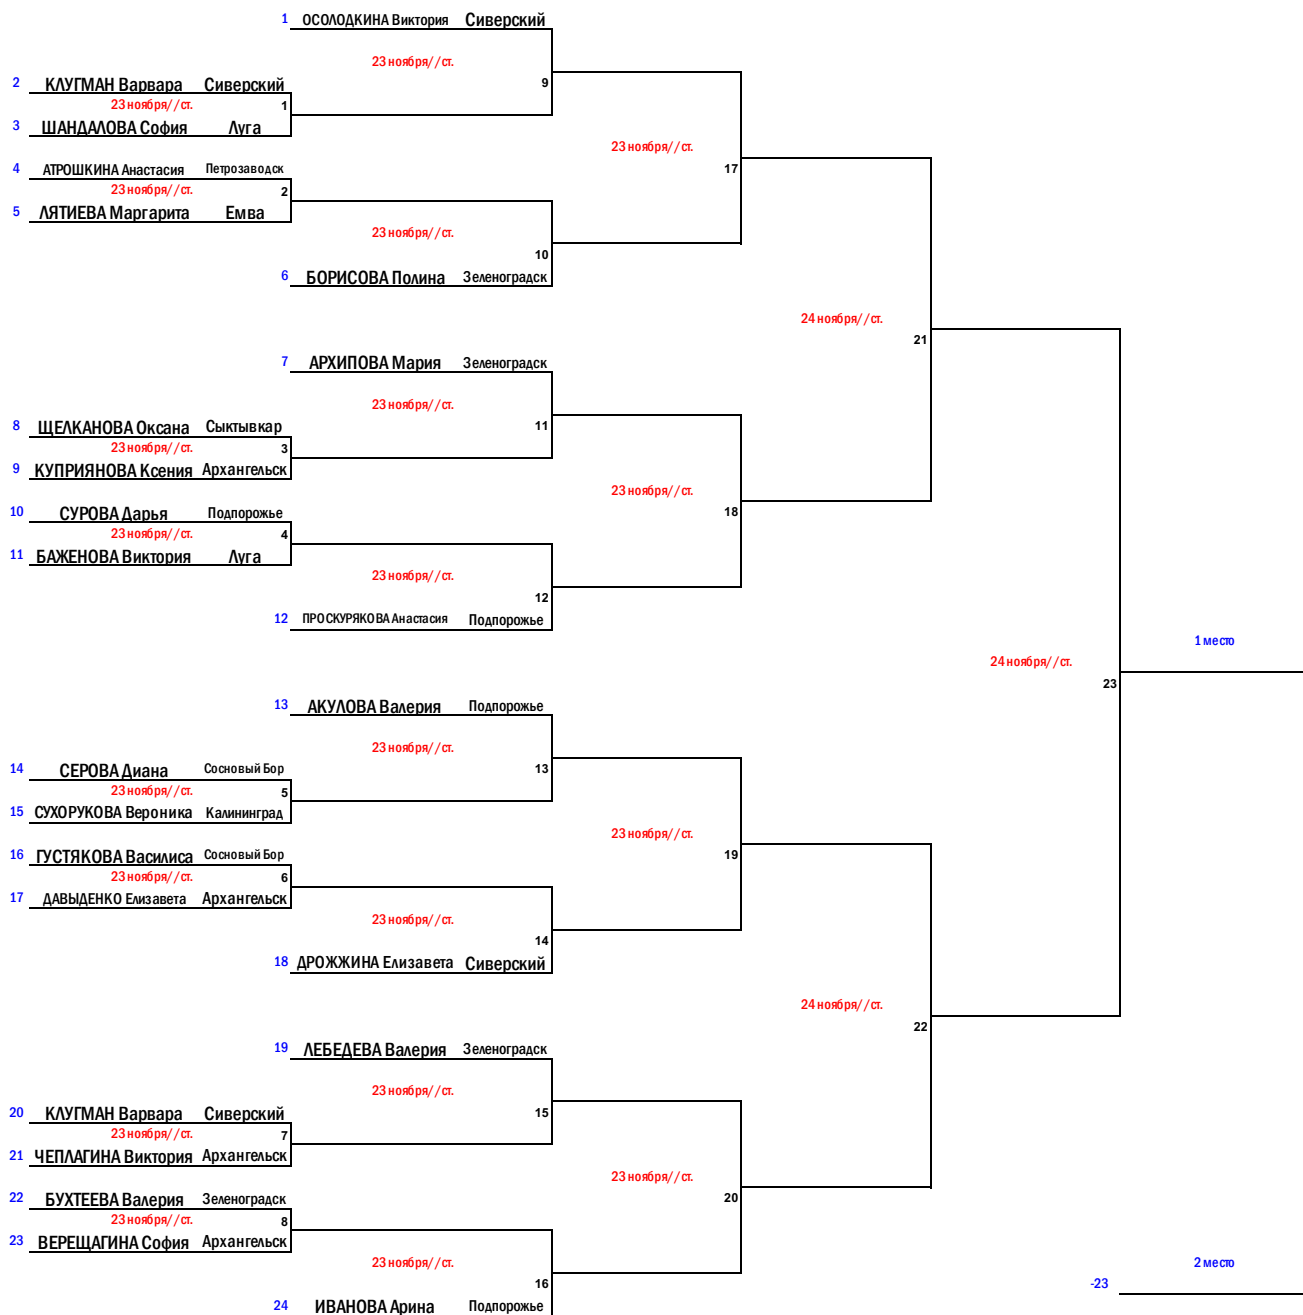 1 ОСОЛОДКИНА Виктория Сиверский
23 ноября//ст.
2 КЛУГМАН Варвара Сиверский
9
23 ноября//ст. 1
3 ШАНДАЛОВА София Луга
23 ноября//ст.
4 АТРОШКИНА Анастасия Петрозаводск
17
23 ноября//ст. 2
5 ЛЯТИЕВА Маргарита Емва
23 ноября//ст.
10
6 БОРИСОВА Полина Зеленоградск
24 ноября//ст.
21
7 АРХИПОВА Мария Зеленоградск
23 ноября//ст.
8 ЩЕЛКАНОВА Оксана Сыктывкар
11
23 ноября//ст. 3
9 КУПРИЯНОВА Ксения Архангельск
23 ноября//ст.
10 СУРОВА Дарья Подпорожье
18
23 ноября//ст. 4
11 БАЖЕНОВА Виктория Луга
23 ноября//ст.
12
12 ПРОСКУРЯКОВА Анастасия Подпорожье
1 место
24 ноября//ст.
23
13 АКУЛОВА Валерия Подпорожье
23 ноября//ст.
14 СЕРОВА Диана Сосновый Бор
13
23 ноября//ст. 5
15 СУХОРУКОВА Вероника Калининград
23 ноября//ст.
16 ГУСТЯКОВА Василиса Сосновый Бор
19
23 ноября//ст. 6
17 ДАВЫДЕНКО Елизавета Архангельск
23 ноября//ст.
14
18 ДРОЖЖИНА Елизавета Сиверский
24 ноября//ст.
22
19 ЛЕБЕДЕВА Валерия Зеленоградск
23 ноября//ст.
20 КЛУГМАН Варвара Сиверский
15
23 ноября//ст. 7
21 ЧЕПЛАГИНА Виктория Архангельск
23 ноября//ст.
22 БУХТЕЕВА Валерия Зеленоградск
20
23 ноября//ст. 8
23 ВЕРЕЩАГИНА София Архангельск
23 ноября//ст.
2 место
16
-23
24 ИВАНОВА Арина Подпорожье